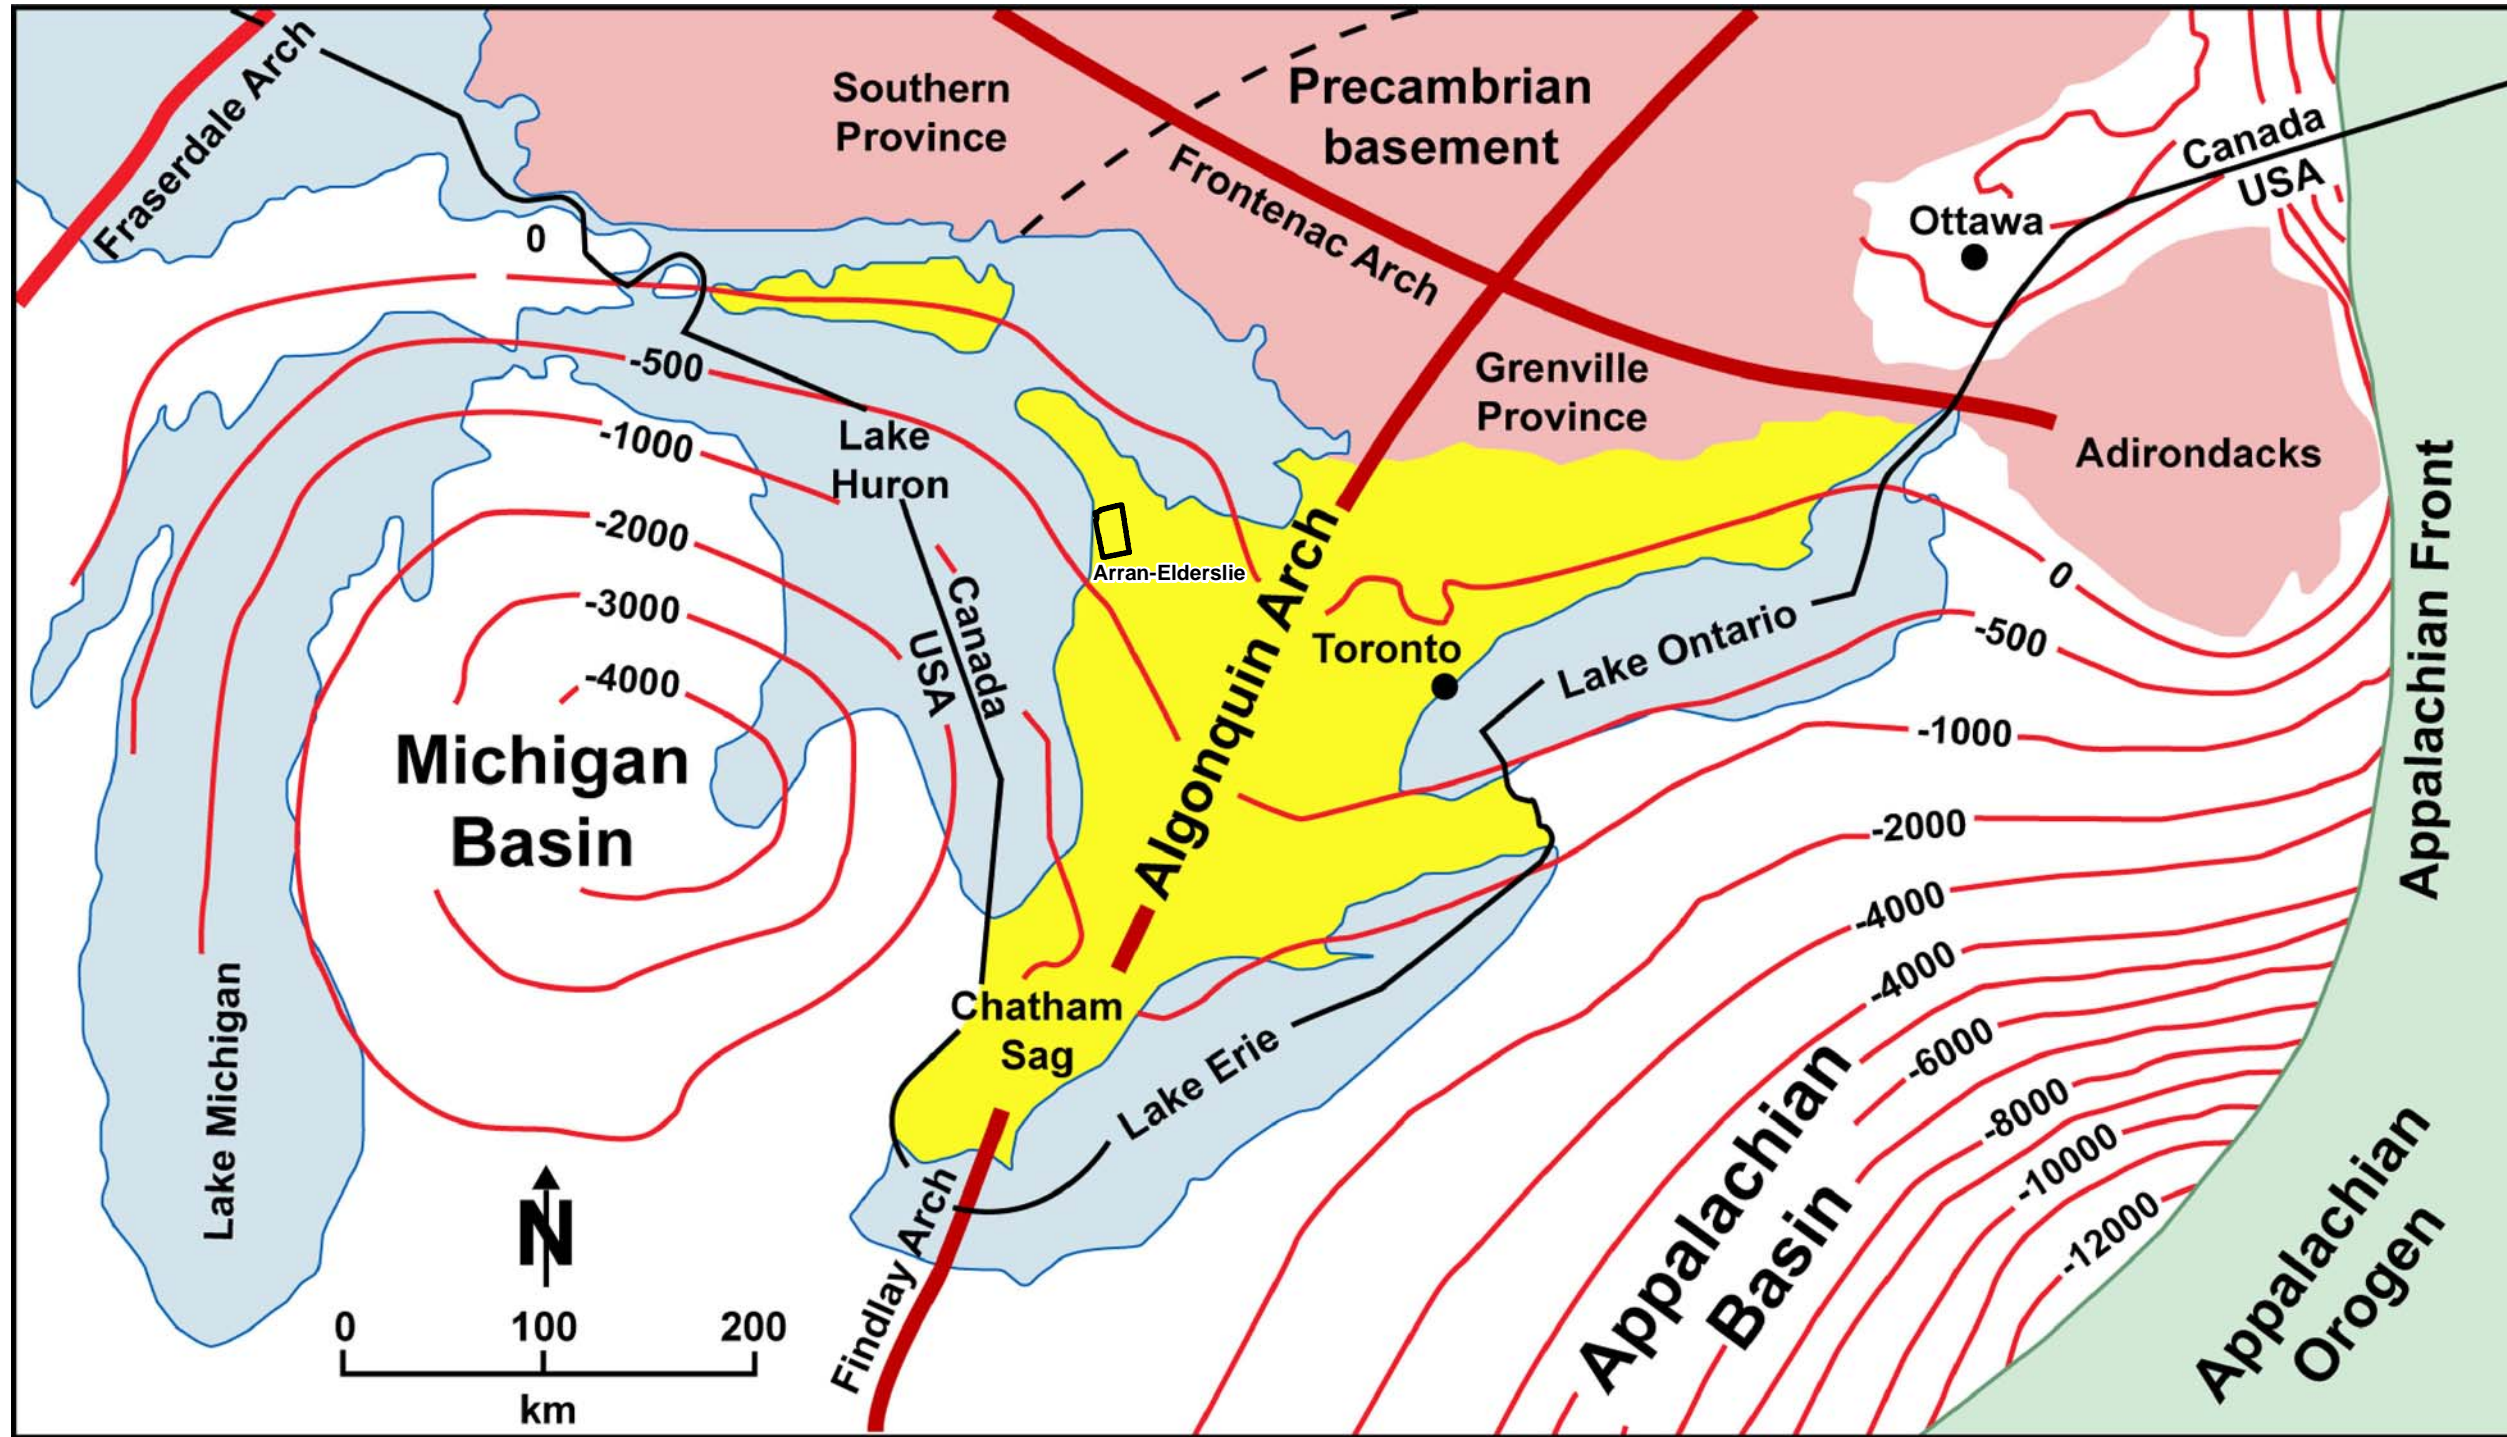 Fraserdale Arch
Southern
Province
Precambrian
basement
Frontenac Arch
Canada
USA
Ottawa
0
-500
-1000
-2000
-3000
-4000
Lake
Huron
Grenville
Province
Adirondacks
Appalachian Front
Arran-Elderslie
Canada
USA
Algonquin Arch
Toronto
Lake Ontario
0
-500
-1000
-2000
-4000
-4000
-6000
-8000
-10000
-12000
Michigan
Basin
Lake Michigan
Chatham
Sag
Lake Erie
Findlay Arch
Appalachian
Basin
Appalachian
Orogen
N
0
100
200
km